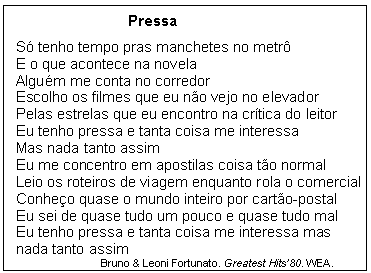 Pressa
Só tenho tempo pras manchetes no metrô
E o que acontece na novela
Alguém me conta no corredor
Escolho os filmes que eu não vejo no elevador
Pelas estrelas que eu encontro na crítica do leitor
Eu tenho pressa e tanta coisa me interessa
Mas nada tanto assim
Eu me concentro em apostilas coisa tão normal
Leio os roteiros de viagem enquanto rola o comercial
Conheço quase o mundo inteiro por cartão-postal
Eu sei de quase tudo um pouco e quase tudo mal
Eu tenho pressa e tanta coisa me interessa mas
nada tanto assim
Bruno & Leoni Fortunato. Greatest Hits'80. WEA.